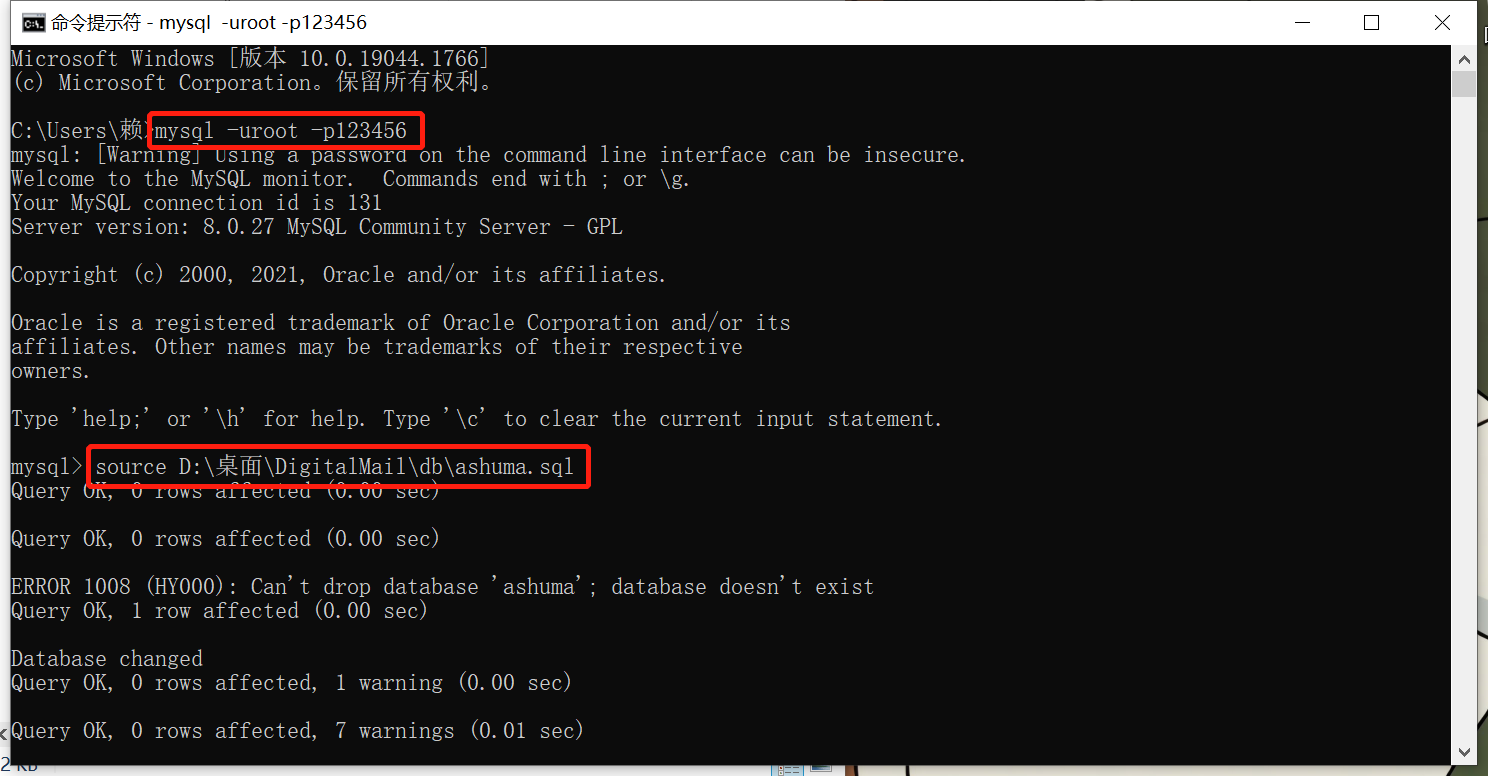 命令提示符 - mysql  -uroot -p123456
Microsoft Windows [版本 10.0.19044.1766]
(c) Microsoft Corporation。保留所有权利。
C:\Users\赖>mysql -uroot -p123456
mysql: [Warning] Using a password on the command line interface can be insecure.
Welcome to the MySQL monitor.  Commands end with ; or \g.
Your MySQL connection id is 131
Server version: 8.0.27 MySQL Community Server - GPL
Copyright (c) 2000, 2021, Oracle and/or its affiliates.
Oracle is a registered trademark of Oracle Corporation and/or its
affiliates. Other names may be trademarks of their respective
owners.
Type 'help;' or '\h' for help. Type '\c' to clear the current input statement.
mysql> source D:\桌面\DigitalMail\db\ashuma.sql
Query OK, 0 rows affected (0.00 sec)
Query OK, 0 rows affected (0.00 sec)
ERROR 1008 (HY000): Can't drop database 'ashuma'; database doesn't exist
Query OK, 1 row affected (0.00 sec)
Database changed
Query OK, 0 rows affected, 1 warning (0.00 sec)
Query OK, 0 rows affected, 7 warnings (0.01 sec)
2 KB